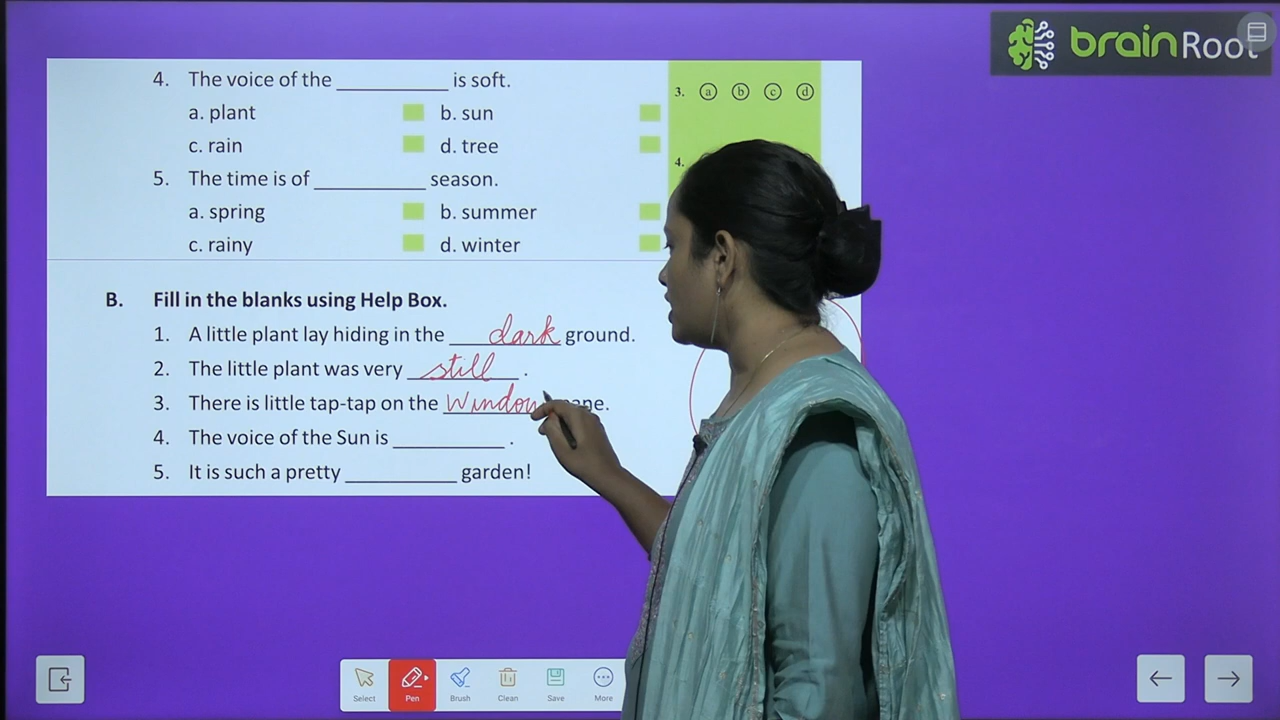 brainRoot
4. The voice of the __________ is soft.
a. plant b. sun
c. rain d. tree
5. The time is of __________ season.
a. spring b. summer
c. rainy d. winter
3. a b c d
4.
B. Fill in the blanks using Help Box.
1. A little plant lay hiding in the dark ground.
2. The little plant was very still .
3. There is little tap-tap on the Window
4. The voice of the Sun is __________ .
5. It is such a pretty __________ garden!
Select Pen Brush Clean Save More